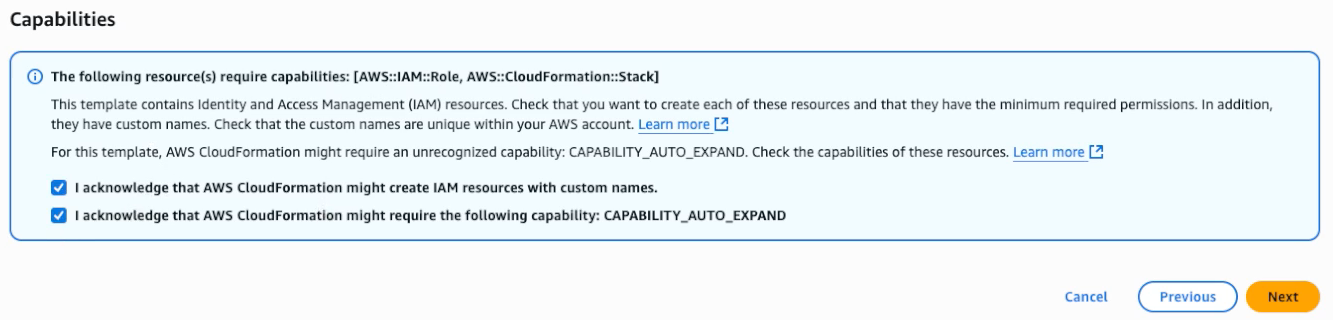 Capabilities
The following resource(s) require capabilities: [AWS::IAM::Role, AWS::CloudFormation::Stack]
This template contains Identity and Access Management (IAM) resources. Check that you want to create each of these resources and that they have the minimum required permissions. In addition,
they have custom names. Check that the custom names are unique within your AWS account. Learn more
For this template, AWS CloudFormation might require an unrecognized capability: CAPABILITY_AUTO_EXPAND. Check the capabilities of these resources. Learn more
I acknowledge that AWS CloudFormation might create IAM resources with custom names.
I acknowledge that AWS CloudFormation might require the following capability: CAPABILITY_AUTO_EXPAND
Cancel Previous Next